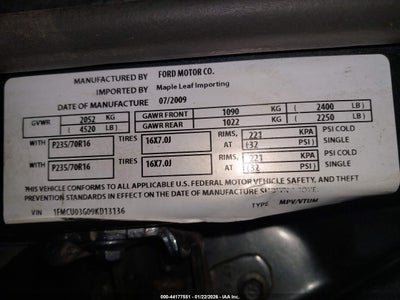 MANUFACTURED BY FORD MOTOR CO.
IMPORTED BY Maple Leaf Importing
DATE OF MANUFACTURE 07/2009
GVWR 2052 KG ( 4520 LB) GAWR FRONT 1090 KG ( 2400 LB)
GAWR REAR 1022 KG ( 2250 LB)
WITH P235/70R16 TIRES 16X7.0J RIMS, AT 221 KPA (32 PSI) PSI COLD SINGLE
WITH P235/70R16 TIRES 16X7.0J RIMS, AT 221 KPA (32 PSI) PSI COLD SINGLE
THIS VEHICLE CONFORMS TO ALL APPLICABLE U.S. FEDERAL MOTOR VEHICLE SAFETY, AND THEFT
PREVENTION STANDARDS IN EFFECT ON THE DATE OF MANUFACTURE SHOWN ABOVE.
VIN 1FMCU03G09KD13136 TYPE MPV/VTUM
000-44177551 - 01/22/2026 - IAA Inc.